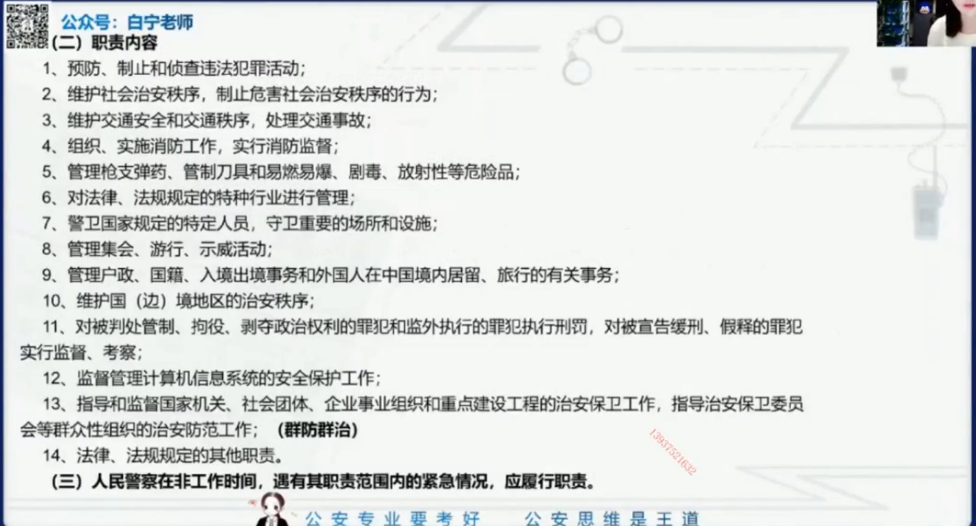 公众号：白宁老师
（二）职责内容
1、预防、制止和侦查违法犯罪活动；
2、维护社会治安秩序，制止危害社会治安秩序的行为；
3、维护交通安全和交通秩序，处理交通事故；
4、组织、实施消防工作，实行消防监督；
5、管理枪支弹药、管制刀具和易燃易爆、剧毒、放射性等危险品；
6、对法律、法规规定的特种行业进行管理；
7、警卫国家规定的特定人员，守卫重要的场所和设施；
8、管理集会、游行、示威活动；
9、管理户政、国籍、入境出境事务和外国人在中国境内居留、旅行的有关事务；
10、维护国（边）境地区的治安秩序；
11、对被判处管制、拘役、剥夺政治权利的罪犯和监外执行的罪犯执行刑罚，对被宣告缓刑、假释的罪犯
实行监督、考察；
12、监督管理计算机信息系统的安全保护工作；
13、指导和监督国家机关、社会团体、企业事业组织和重点建设工程的治安保卫工作，指导治安保卫委员
会等群众性组织的治安防范工作；（群防群治）
14、法律、法规规定的其他职责。
（三）人民警察在非工作时间，遇有其职责范围内的紧急情况，应履行职责。
13937521632
公安专业要考好 公安思维是王道